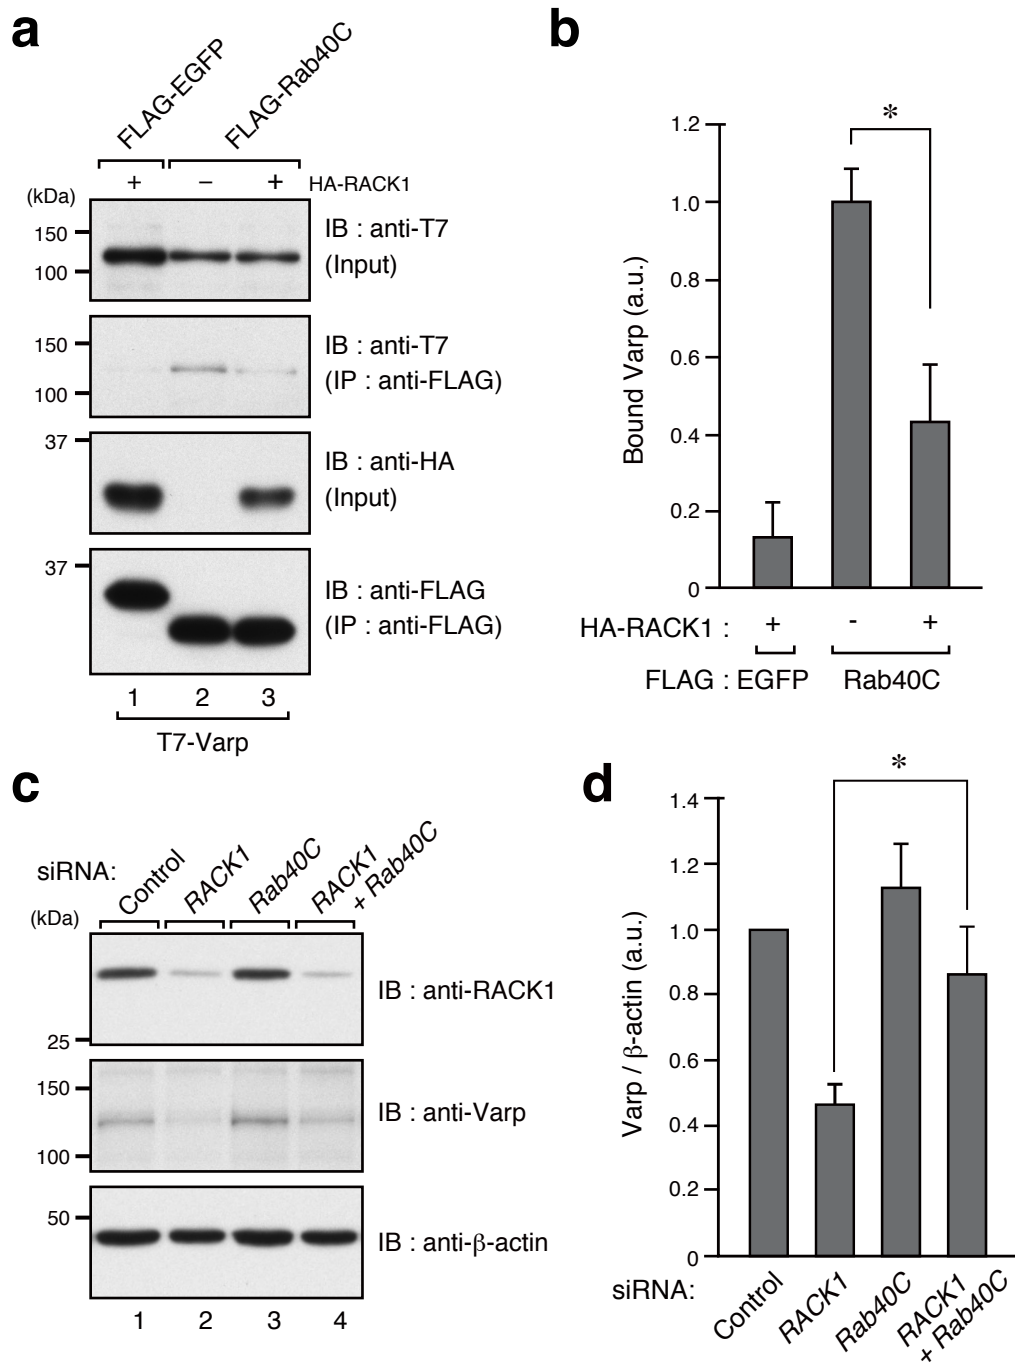 a
FLAG-EGFP
FLAG-Rab40C
(kDa)
+ − + HA-RACK1
150
100
IB : anti-T7
(Input)
150
100
IB : anti-T7
(IP : anti-FLAG)
37
IB : anti-HA
(Input)
37
IB : anti-FLAG
(IP : anti-FLAG)
1 2 3
T7-Varp
b
*
Bound Varp (a.u.)
1.2
1.0
0.8
0.6
0.4
0.2
0
HA-RACK1 : + - +
FLAG : EGFP Rab40C
c
siRNA:
Control
RACK1
Rab40C
RACK1
+ Rab40C
(kDa)
25
IB : anti-RACK1
150
100
IB : anti-Varp
50
IB : anti-β-actin
1 2 3 4
d
*
Varp / β-actin (a.u.)
1.4
1.2
1.0
0.8
0.6
0.4
0.2
0
siRNA:
Control
RACK1
Rab40C
RACK1
+ Rab40C